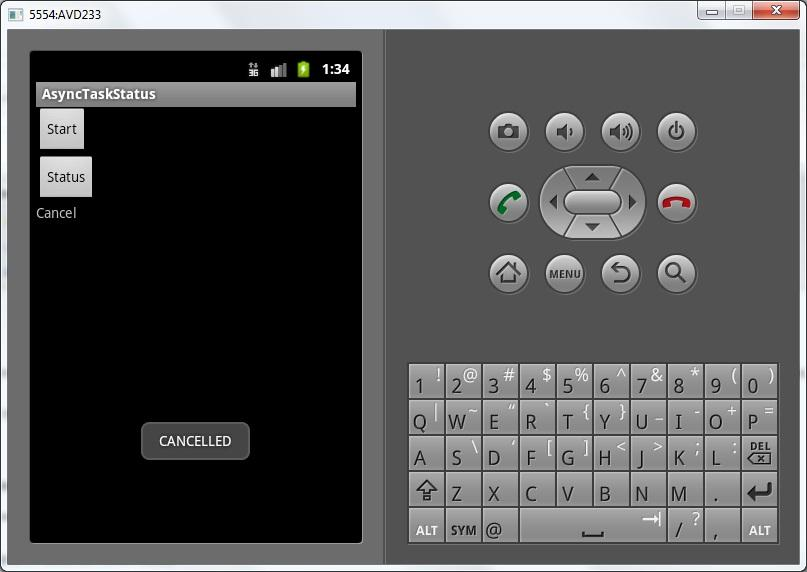 5554:AVD233
3G 1:34
AsyncTaskStatus
Start
Status
Cancel
CANCELLED
MENU
1 ! 2 @ 3 # 4 $ 5 % 6 ^ 7 & 8 * 9 ( 0 )
Q | W ~ E “ R ` T { Y } U _ I - O + P =
A S \ D ‘ F [ G ] H < J > K ; L : DEL
Z X C V B N M .
ALT SYM @ / ? , ALT